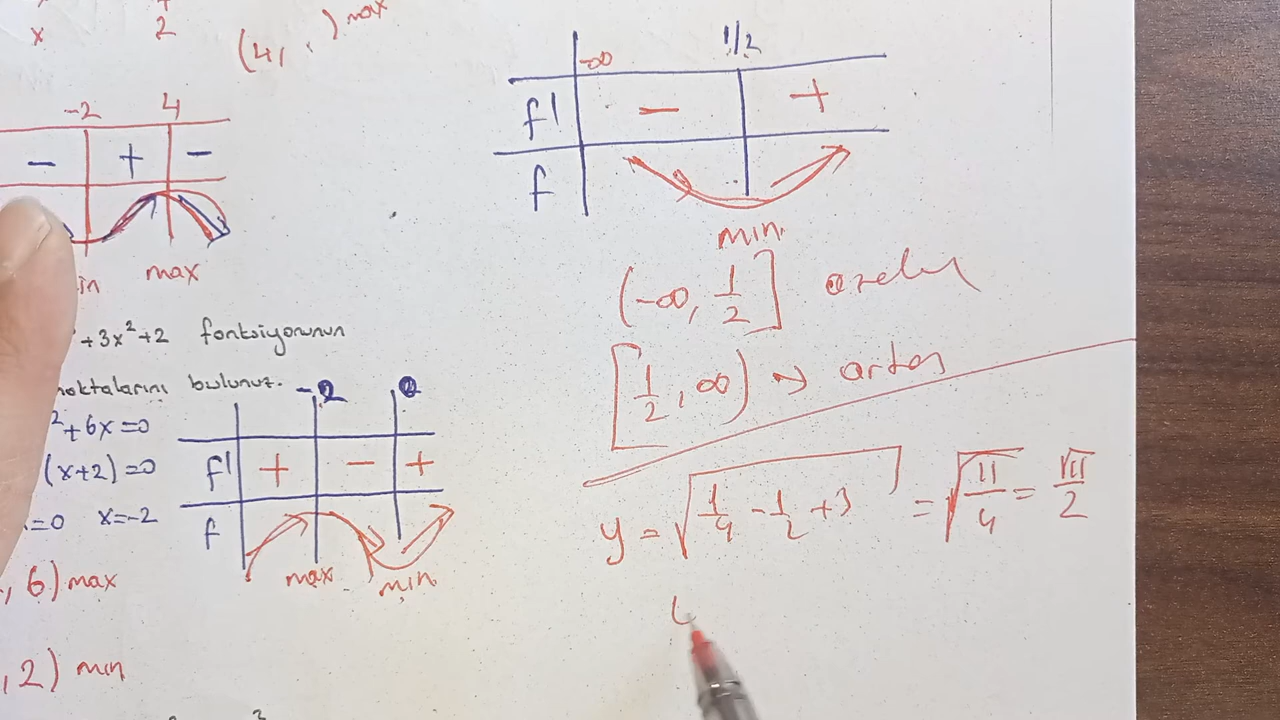 x 2
(4, . ) max
-2 4
- + -
in max
+3x²+2 fonksiyonunun
noktalarını bulunuz.
²+6x=0
(x+2)=0
=0 x=-2
-2 0
f' + - +
f
max min
, 6) max
, 2) min
-∞ 1/2
f' - +
f
min
(-∞, 1/2] azalan
[1/2, ∞) → artan
y = √(1/4 - 1/2 + 3) = √(11/4) = √11/2
(